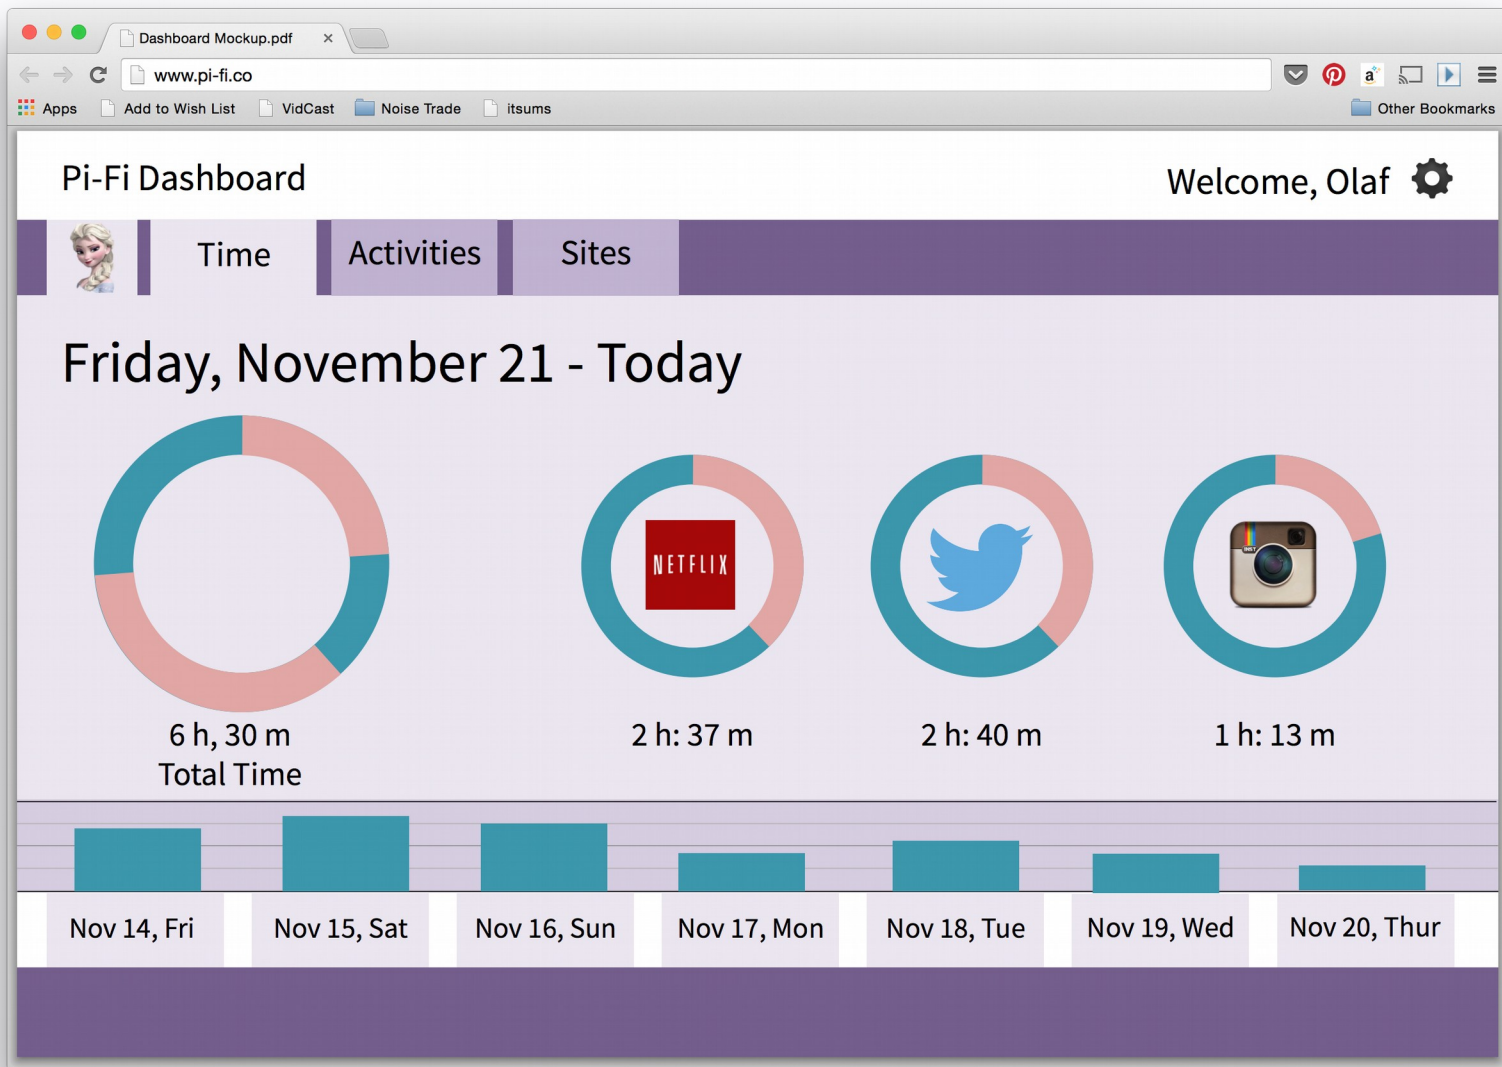 Dashboard Mockup.pdf
www.pi-fi.co
Apps Add to Wish List VidCast Noise Trade itsums Other Bookmarks
Pi-Fi Dashboard Welcome, Olaf
Time Activities Sites
Friday, November 21 - Today
NETFLIX
INST
6 h, 30 m 2 h: 37 m 2 h: 40 m 1 h: 13 m
Total Time
Nov 14, Fri Nov 15, Sat Nov 16, Sun Nov 17, Mon Nov 18, Tue Nov 19, Wed Nov 20, Thur